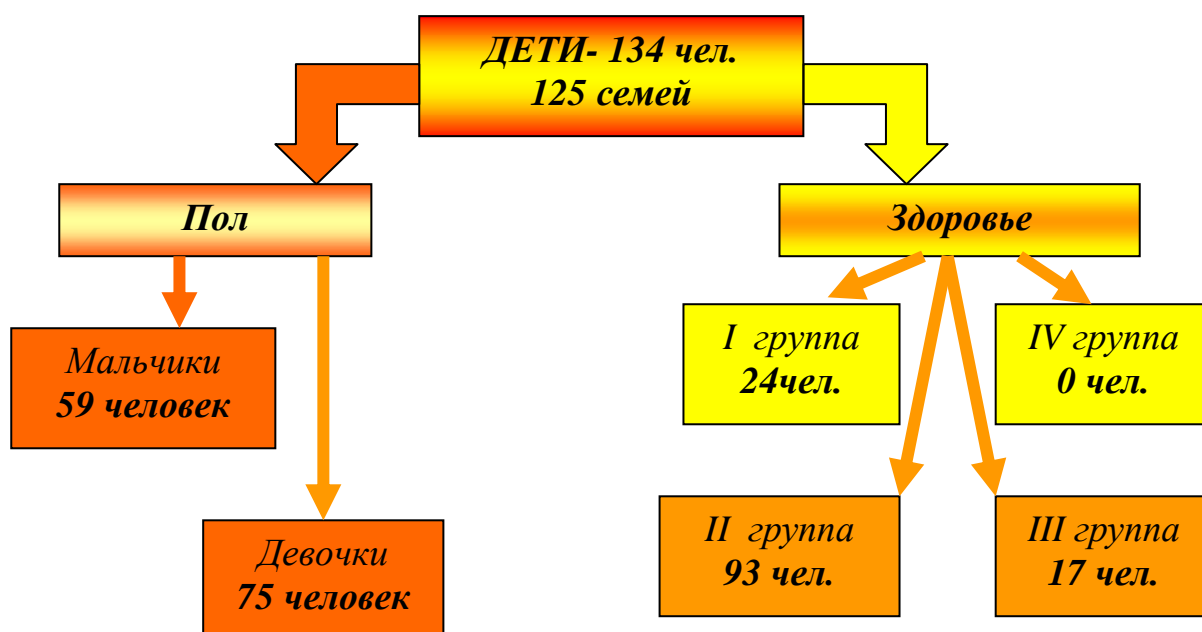 ДЕТИ- 134 чел.
125 семей
Пол
Здоровье
Мальчики
59 человек
Девочки
75 человек
I группа
24чел.
IV группа
0 чел.
II группа
93 чел.
III группа
17 чел.